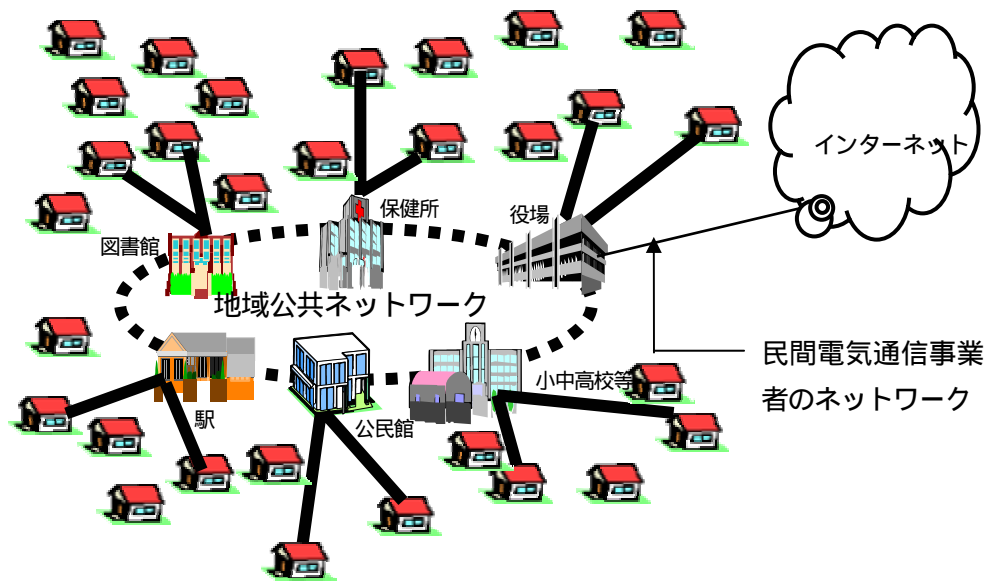 インターネット
保健所
役場
図書館
地域公共ネットワーク
民間電気通信事業
者のネットワーク
小中高校等
駅
公民館